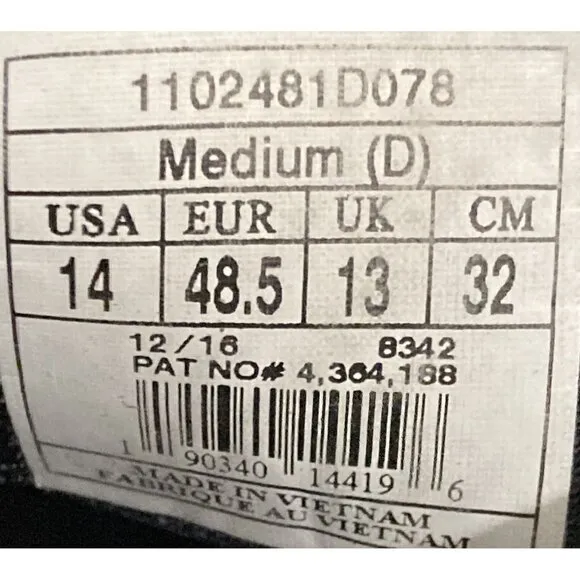 1102481D078
Medium (D)
USA EUR UK CM
14 48.5 13 32
12/16 8342
PAT NO# 4,364,188
1 90340 14419 6
MADE IN VIETNAM
FABRIQUE AU VIETNAM